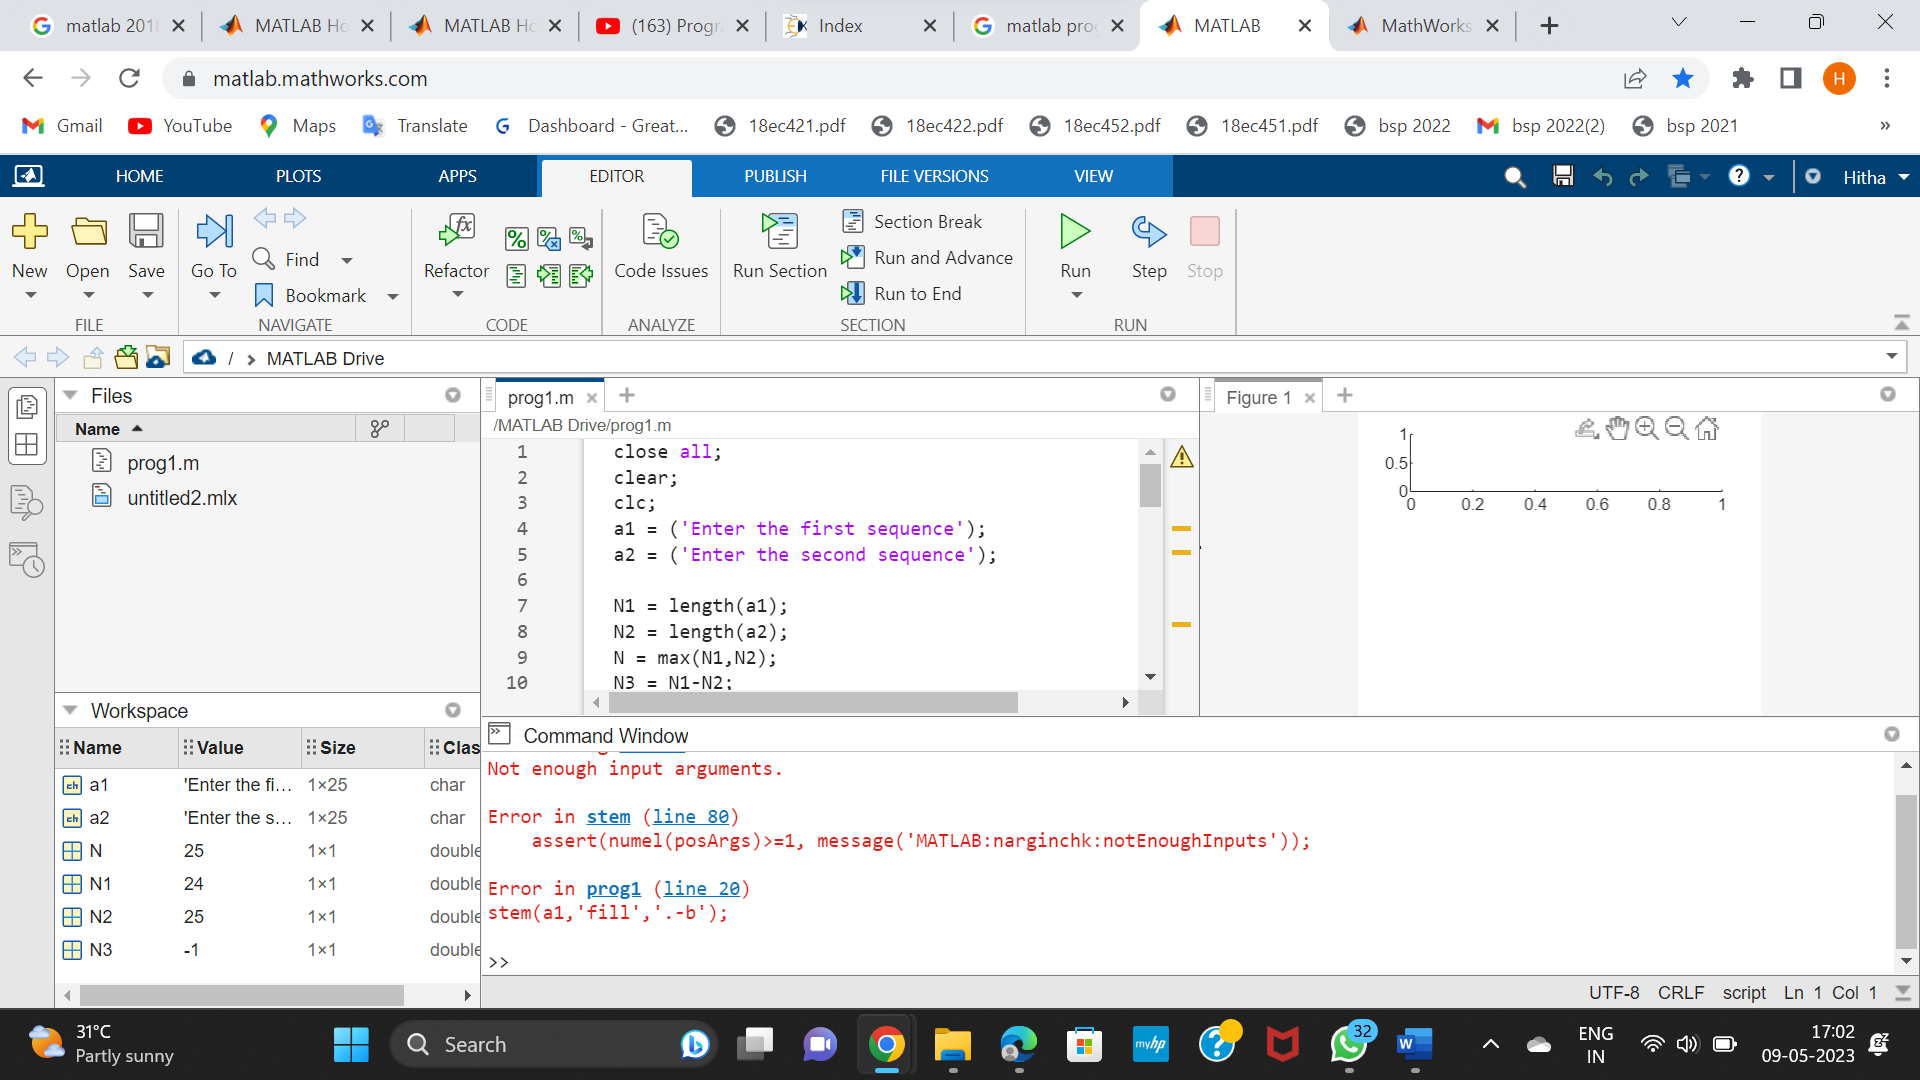 matlab 201
MATLAB Ho
MATLAB Ho
(163) Progr
Index
matlab prog
MATLAB
MathWorks
matlab.mathworks.com
H
Gmail
YouTube
Maps
Translate
Dashboard - Great...
18ec421.pdf
18ec422.pdf
18ec452.pdf
18ec451.pdf
bsp 2022
bsp 2022(2)
bsp 2021
»
HOME
PLOTS
APPS
EDITOR
PUBLISH
FILE VERSIONS
VIEW
Hitha
New
Open
Save
Go To
Find
Bookmark
Refactor
Code Issues
Run Section
Section Break
Run and Advance
Run to End
Run
Step
Stop
FILE
NAVIGATE
CODE
ANALYZE
SECTION
RUN
/ › MATLAB Drive
Files
Name
prog1.m
untitled2.mlx
prog1.m
/MATLAB Drive/prog1.m
1 close all;
2 clear;
3 clc;
4 a1 = ('Enter the first sequence');
5 a2 = ('Enter the second sequence');
6
7 N1 = length(a1);
8 N2 = length(a2);
9 N = max(N1,N2);
10 N3 = N1-N2;
Figure 1
1
0.5
0
0 0.2 0.4 0.6 0.8 1
Workspace
Name Value Size Clas
a1 'Enter the fi... 1×25 char
a2 'Enter the s... 1×25 char
N 25 1×1 double
N1 24 1×1 double
N2 25 1×1 double
N3 -1 1×1 double
Command Window
Not enough input arguments.
Error in stem (line 80)
assert(numel(posArgs)>=1, message('MATLAB:narginchk:notEnoughInputs'));
Error in prog1 (line 20)
stem(a1,'fill','.-b');
>>
UTF-8 CRLF script Ln 1 Col 1
31°C
Partly sunny
Search
myhp
32
W
ENG
IN
17:02
09-05-2023